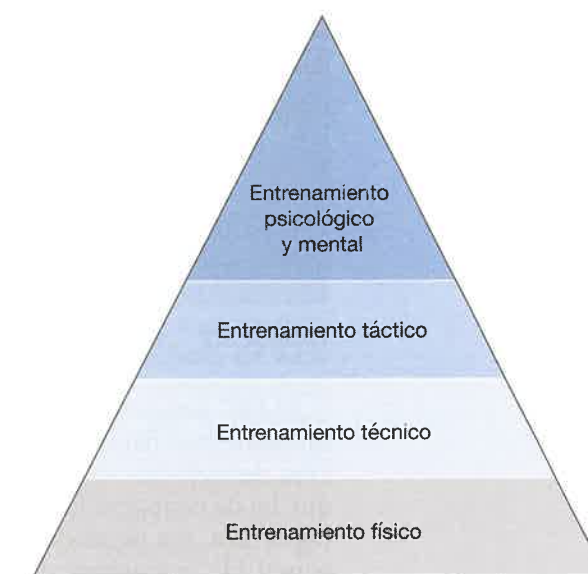 Entrenamiento
psicológico
y mental
Entrenamiento táctico
Entrenamiento técnico
Entrenamiento físico